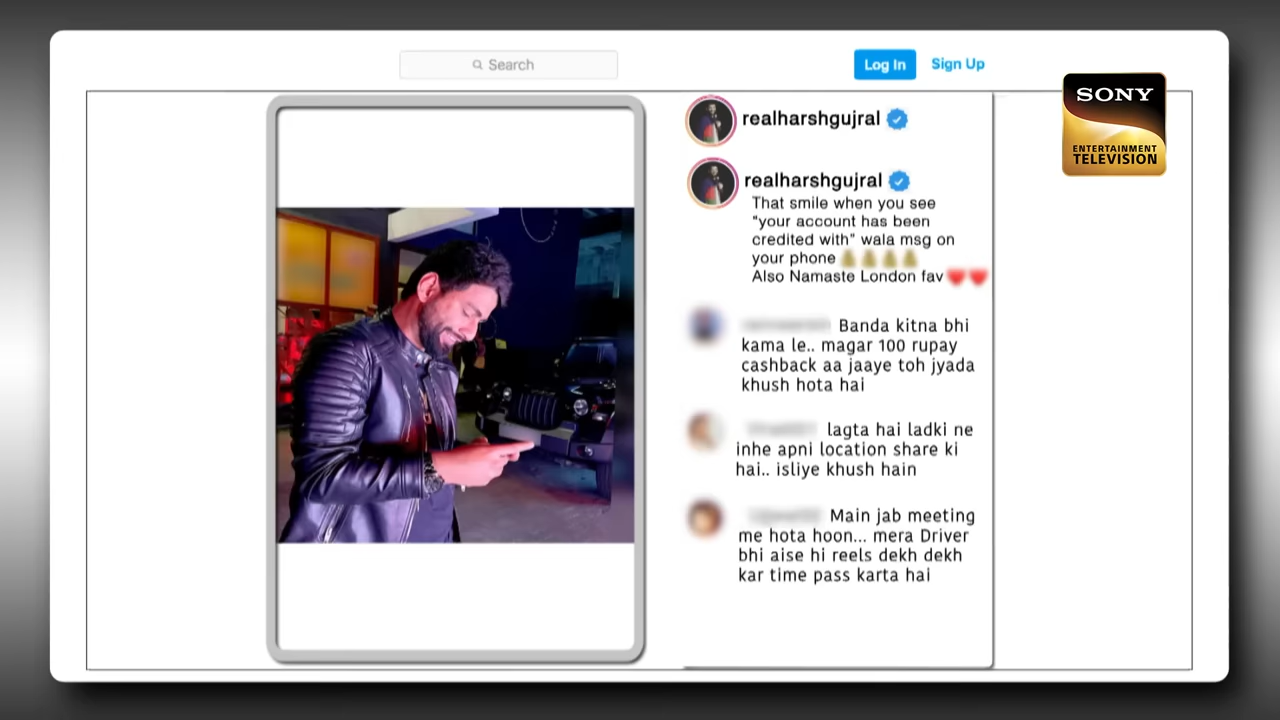 Search
Log In
Sign Up
SONY
ENTERTAINMENT
TELEVISION
realharshgujral
realharshgujral
That smile when you see
"your account has been
credited with" wala msg on
your phone
Also Namaste London fav
Banda kitna bhi
kama le.. magar 100 rupay
cashback aa jaaye toh jyada
khush hota hai
lagta hai ladki ne
inhe apni location share ki
hai.. isliye khush hain
Main jab meeting
me hota hoon... mera Driver
bhi aise hi reels dekh dekh
kar time pass karta hai